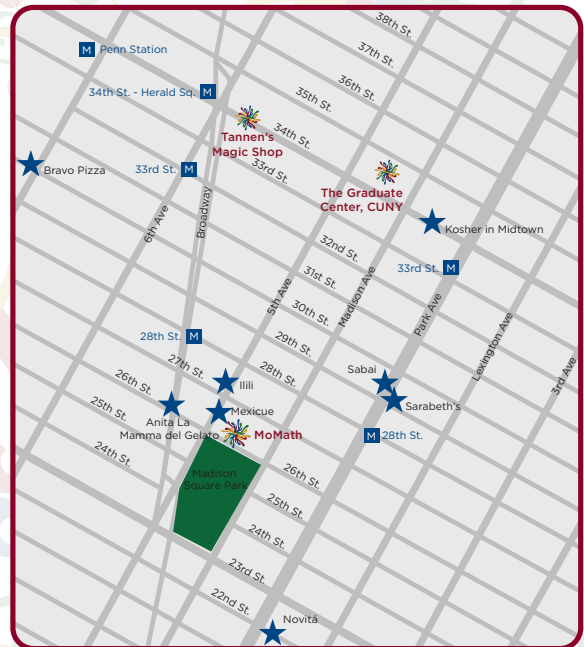 38th St.
37th St.
M Penn Station
36th St.
34th St. - Herald Sq. M
35th St.
34th St.
Tannen's
Magic Shop
33rd St.
Bravo Pizza
33rd St. M
The Graduate
Center, CUNY
Broadway
6th Ave
Kosher in Midtown
32nd St.
33rd St. M
31st St.
5th Ave
Madison Ave
30th St.
Park Ave
28th St. M
29th St.
Lexington Ave
27th St.
28th St.
3rd Ave
Sabai
26th St.
Ilili
Sarabeth's
25th St.
Mexicue
Anita La
Mamma del Gelato
MoMath
M 28th St.
24th St.
Madison
Square Park
26th St.
25th St.
24th St.
23rd St.
22nd St.
Novitá